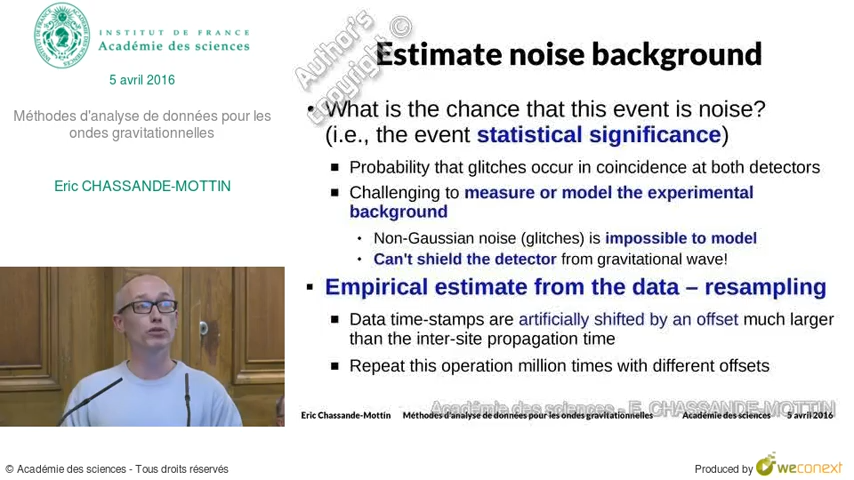 INSTITUT DE FRANCE
Académie des sciences
5 avril 2016
Méthodes d'analyse de données pour les
ondes gravitationnelles
Eric CHASSANDE-MOTTIN
Author's
copyright ©
Estimate noise background
• What is the chance that this event is noise?
(i.e., the event statistical significance)
■ Probability that glitches occur in coincidence at both detectors
■ Challenging to measure or model the experimental
background
• Non-Gaussian noise (glitches) is impossible to model
• Can't shield the detector from gravitational wave!
■ Empirical estimate from the data – resampling
■ Data time-stamps are artificially shifted by an offset much larger
than the inter-site propagation time
■ Repeat this operation million times with different offsets
Académie des sciences - E. CHASSANDE-MOTTIN
Eric Chassande-Mottin Méthodes d'analyse de données pour les ondes gravitationnelles Académie des sciences 5 avril 2016
© Académie des sciences - Tous droits réservés
Produced by weconext